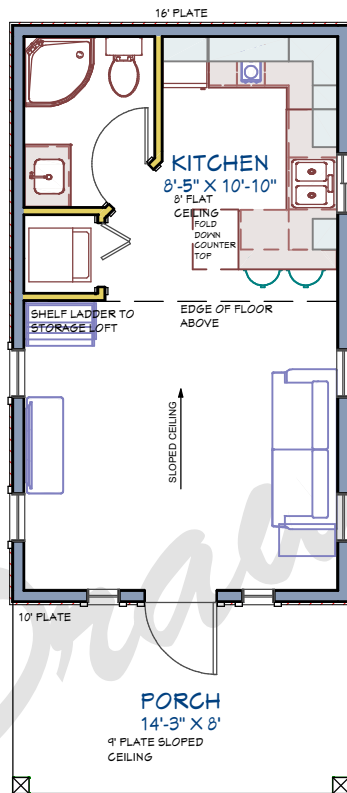 16' PLATE
KITCHEN
8'-5" X 10'-10"
8' FLAT
CEILING
FOLD
DOWN
COUNTER
TOP
SHELF LADDER TO
STORAGE LOFT
EDGE OF FLOOR
ABOVE
SLOPED CEILING
10' PLATE
PORCH
14'-3" X 8'
9' PLATE SLOPED
CEILING